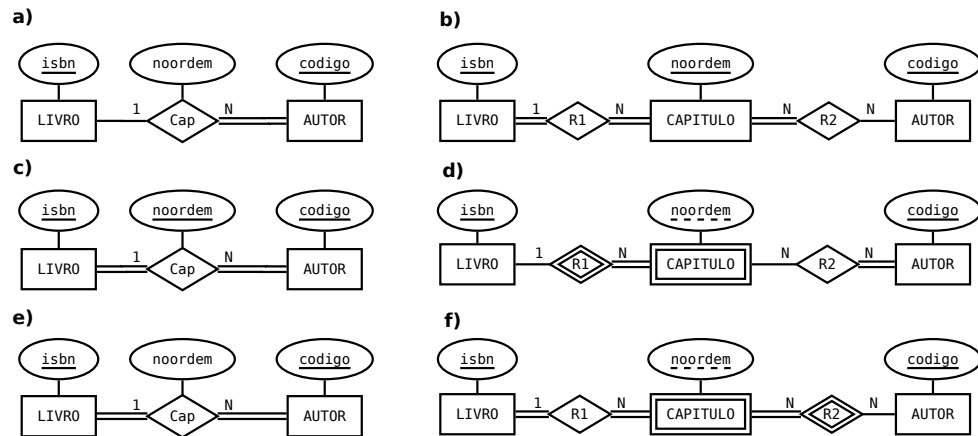 a)
isbn noordem codigo
LIVRO 1 Cap N AUTOR
b)
isbn noordem codigo
LIVRO 1 R1 N CAPITULO N R2 N AUTOR
c)
isbn noordem codigo
LIVRO 1 Cap N AUTOR
d)
isbn noordem codigo
LIVRO 1 R1 N CAPITULO N R2 N AUTOR
e)
isbn noordem codigo
LIVRO 1 Cap N AUTOR
f)
isbn noordem codigo
LIVRO 1 R1 N CAPITULO N R2 N AUTOR